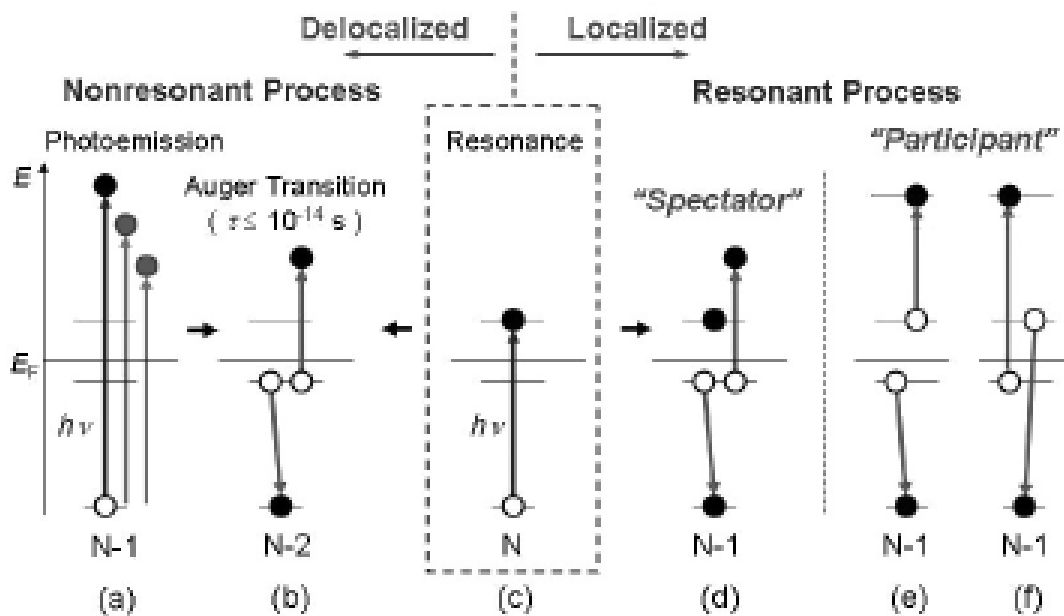 Delocalized Localized
Nonresonant Process Resonant Process
Photoemission Resonance "Participant"
E
Auger Transition "Spectator"
( τ ≤ 10⁻¹⁴ s )
E_F
hν hν
N-1 N-2 N N-1 N-1 N-1
(a) (b) (c) (d) (e) (f)